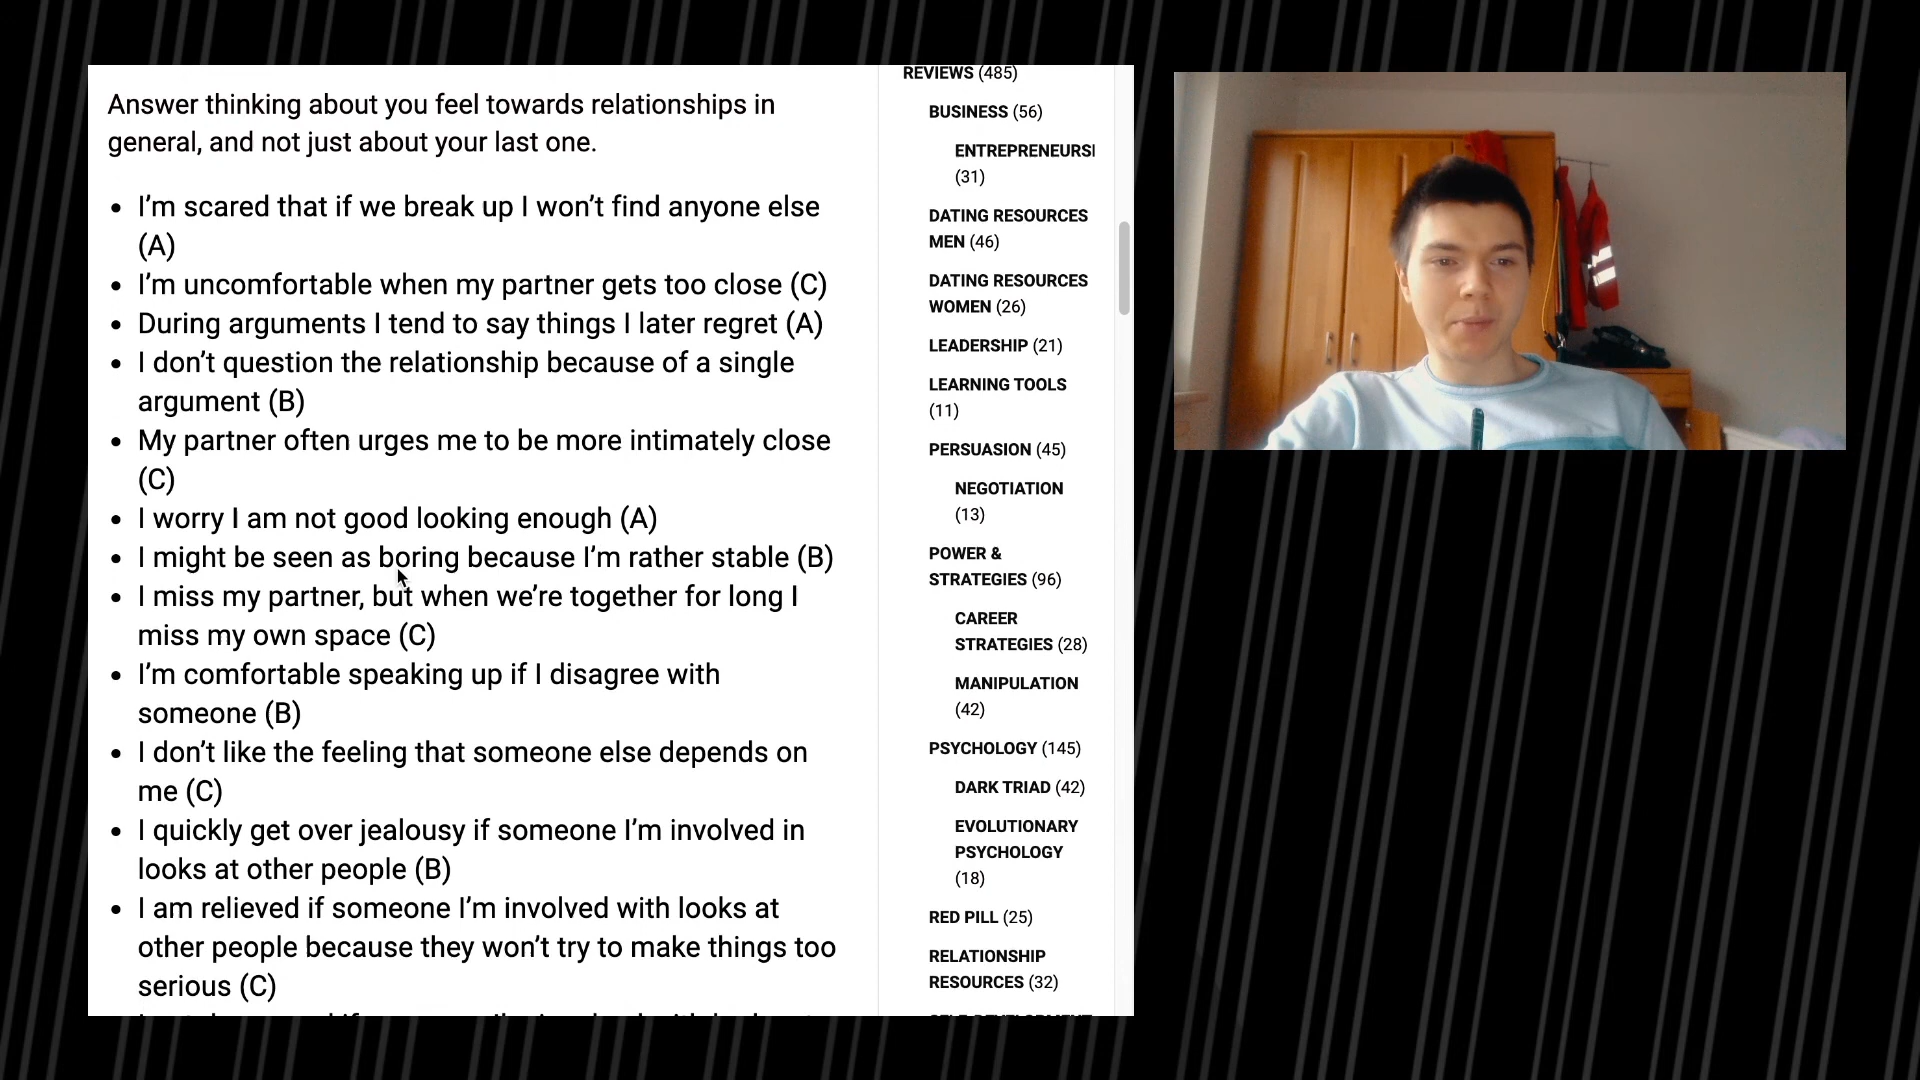 Answer thinking about you feel towards relationships in
general, and not just about your last one.
I’m scared that if we break up I won’t find anyone else
(A)
I’m uncomfortable when my partner gets too close (C)
During arguments I tend to say things I later regret (A)
I don’t question the relationship because of a single
argument (B)
My partner often urges me to be more intimately close
(C)
I worry I am not good looking enough (A)
I might be seen as boring because I’m rather stable (B)
I miss my partner, but when we’re together for long I
miss my own space (C)
I’m comfortable speaking up if I disagree with
someone (B)
I don’t like the feeling that someone else depends on
me (C)
I quickly get over jealousy if someone I’m involved in
looks at other people (B)
I am relieved if someone I’m involved with looks at
other people because they won’t try to make things too
serious (C)
REVIEWS (485)
BUSINESS (56)
ENTREPRENEURSI
(31)
DATING RESOURCES
MEN (46)
DATING RESOURCES
WOMEN (26)
LEADERSHIP (21)
LEARNING TOOLS
(11)
PERSUASION (45)
NEGOTIATION
(13)
POWER &
STRATEGIES (96)
CAREER
STRATEGIES (28)
MANIPULATION
(42)
PSYCHOLOGY (145)
DARK TRIAD (42)
EVOLUTIONARY
PSYCHOLOGY
(18)
RED PILL (25)
RELATIONSHIP
RESOURCES (32)